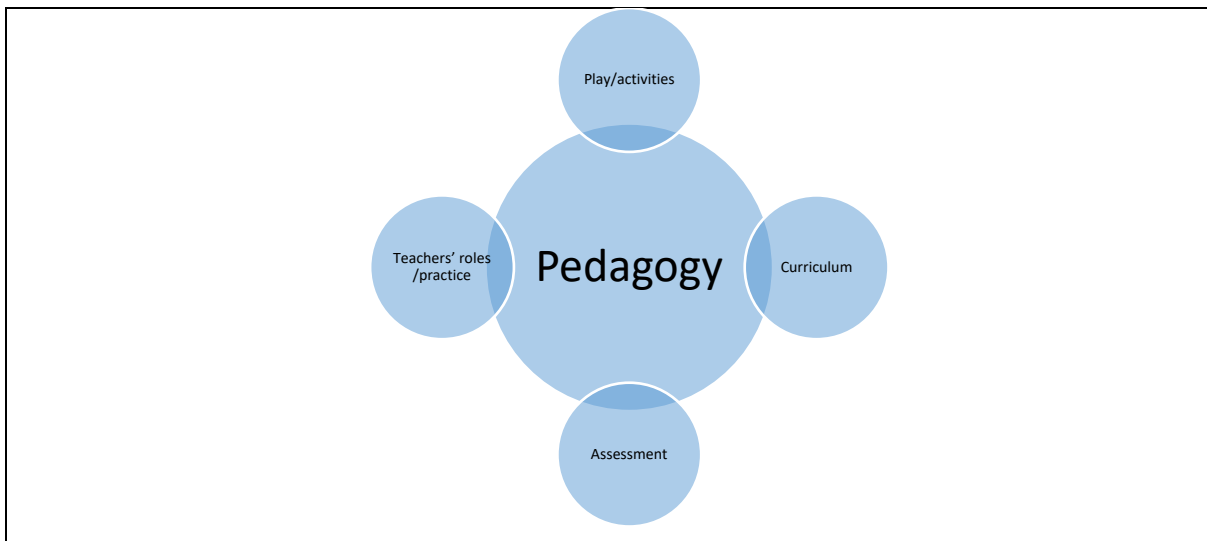 Play/activities
Teachers’ roles
/practice
Pedagogy
Curriculum
Assessment